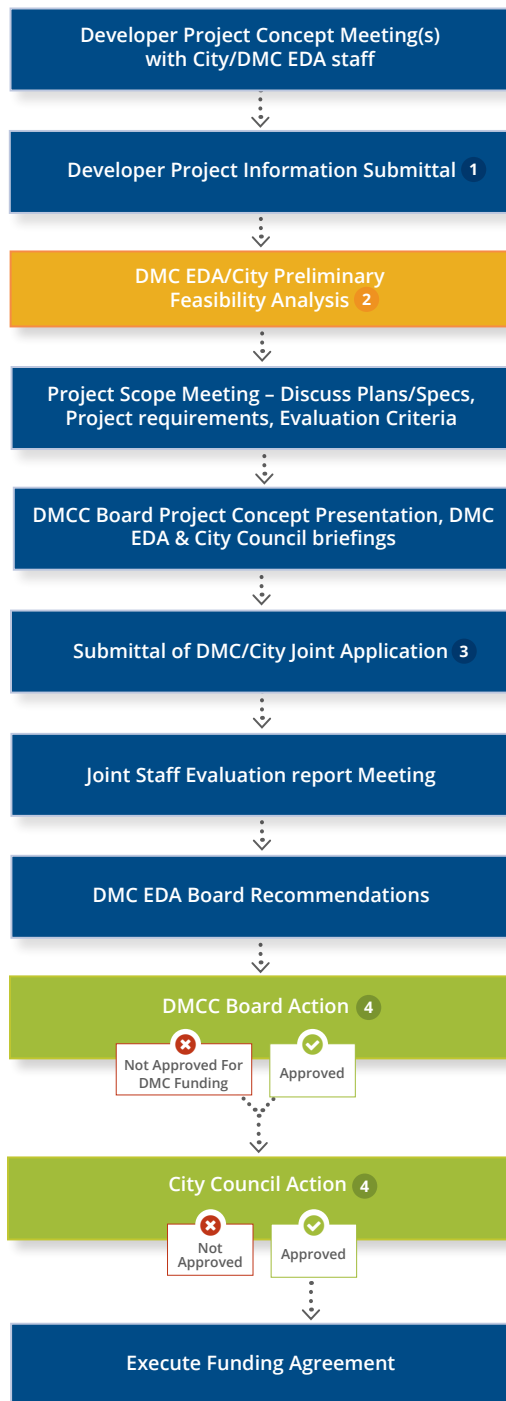 Developer Project Concept Meeting(s)
with City/DMC EDA staff
Developer Project Information Submittal 1
DMC EDA/City Preliminary
Feasibility Analysis 2
Project Scope Meeting – Discuss Plans/Specs,
Project requirements, Evaluation Criteria
DMCC Board Project Concept Presentation, DMC
EDA & City Council briefings
Submittal of DMC/City Joint Application 3
Joint Staff Evaluation report Meeting
DMC EDA Board Recommendations
DMCC Board Action 4
Not Approved For
DMC Funding
Approved
City Council Action 4
Not
Approved
Approved
Execute Funding Agreement